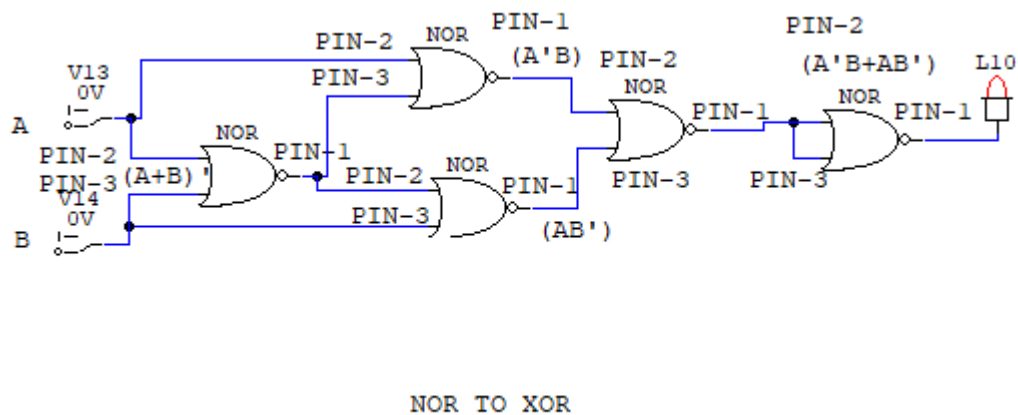 PIN-1
PIN-2
NOR
PIN-2
(A'B)
PIN-2
(A'B+AB')
L10
V13
0V
PIN-3
NOR
PIN-1
NOR
PIN-1
A
NOR
PIN-2
(A+B)'
PIN-1
PIN-3
NOR
PIN-2
PIN-1
PIN-3
PIN-3
V14
0V
PIN-3
(AB')
B
NOR TO XOR